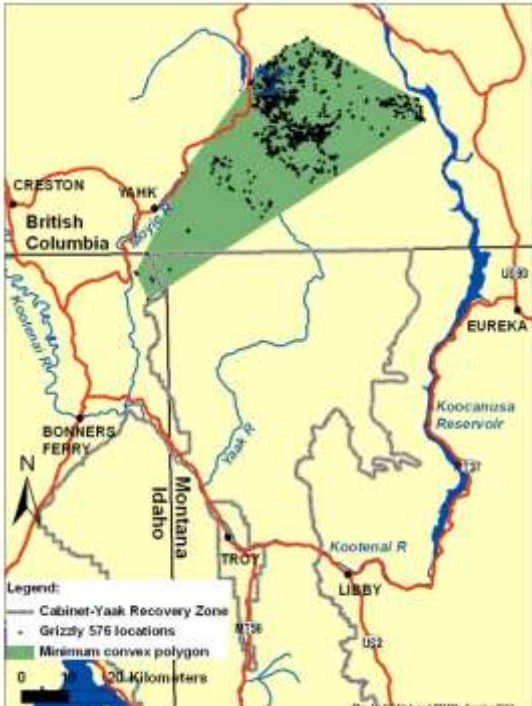 CRESTON
YAHK
British
Columbia
Moyie R
Kootenai R
US93
EUREKA
Koocanusa
Reservoir
BONNERS
FERRY
Yaak R
N
Idaho
Montana
TROY
Kootenai R
LIBBY
Legend:
Cabinet-Yaak Recovery Zone
Grizzly 576 locations
Minimum convex polygon
MT56
US2
0 10 20 Kilometers